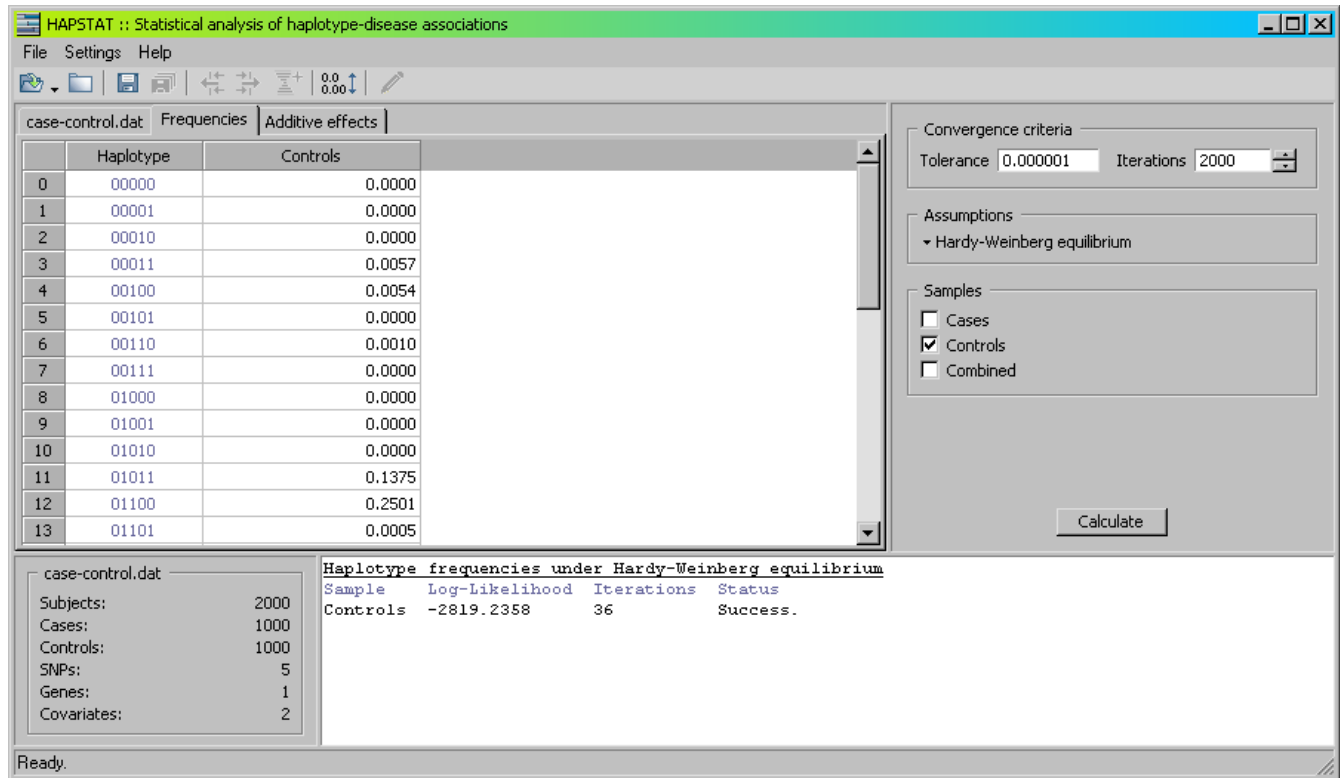 HAPSTAT :: Statistical analysis of haplotype-disease associations
File Settings Help
0.0
0.00
case-control.dat Frequencies Additive effects
Haplotype Controls
0 00000 0.0000
1 00001 0.0000
2 00010 0.0000
3 00011 0.0057
4 00100 0.0054
5 00101 0.0000
6 00110 0.0010
7 00111 0.0000
8 01000 0.0000
9 01001 0.0000
10 01010 0.0000
11 01011 0.1375
12 01100 0.2501
13 01101 0.0005
Convergence criteria
Tolerance 0.000001 Iterations 2000
Assumptions
Hardy-Weinberg equilibrium
Samples
Cases
Controls
Combined
Calculate
case-control.dat
Subjects: 2000
Cases: 1000
Controls: 1000
SNPs: 5
Genes: 1
Covariates: 2
Haplotype frequencies under Hardy-Weinberg equilibrium
Sample Log-Likelihood Iterations Status
Controls -2819.2358 36 Success.
Ready.